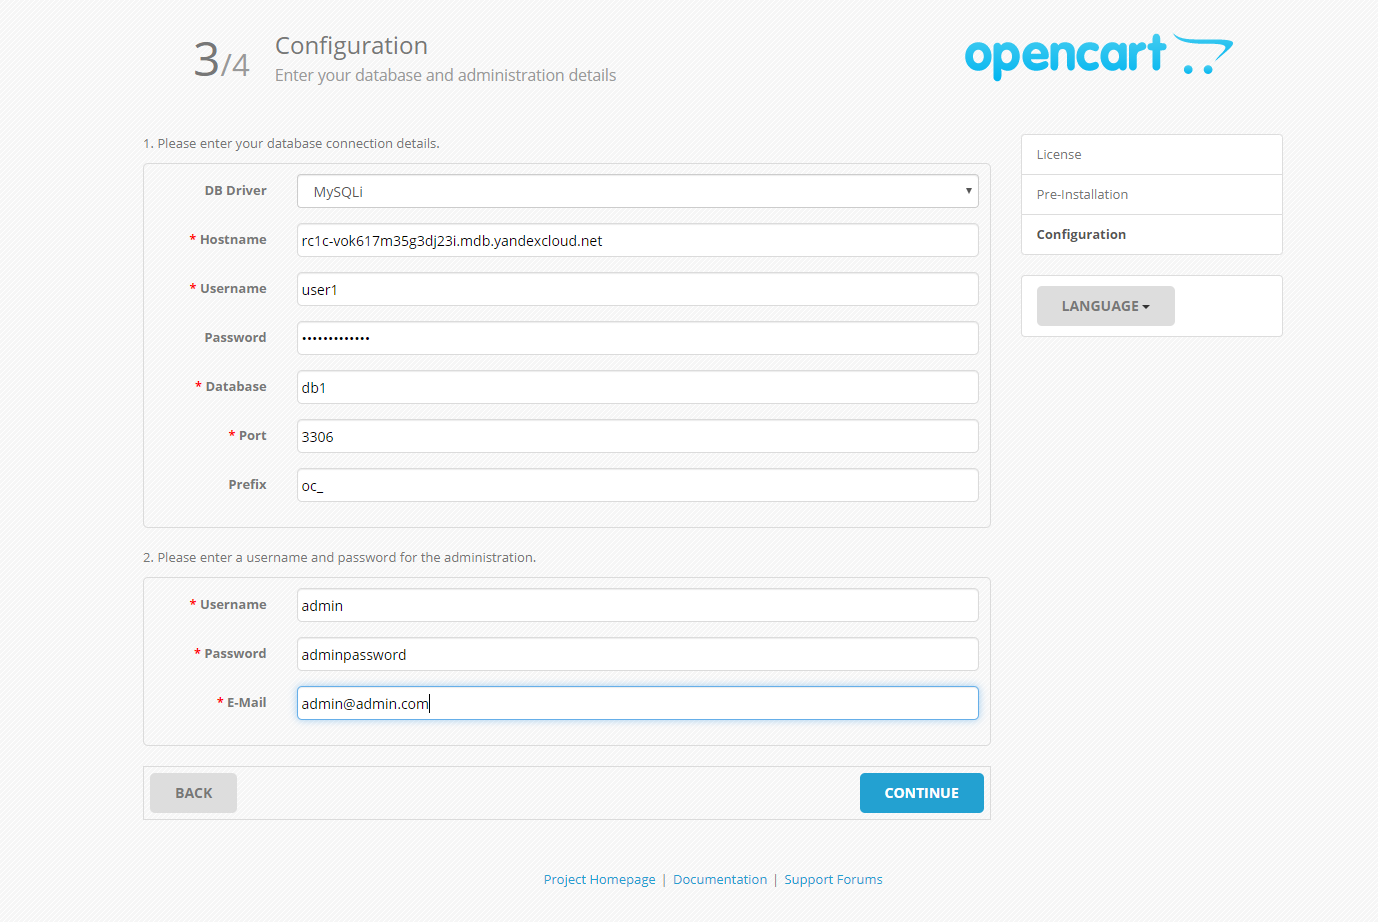 3/4
Configuration
Enter your database and administration details
opencart
1. Please enter your database connection details.
DB Driver
MySQLi
* Hostname
rc1c-vok617m35g3dj23i.mdb.yandexcloud.net
* Username
user1
Password
•••••••••••••
* Database
db1
* Port
3306
Prefix
oc_
2. Please enter a username and password for the administration.
* Username
admin
* Password
adminpassword
* E-Mail
admin@admin.com
BACK
CONTINUE
License
Pre-Installation
Configuration
LANGUAGE
Project Homepage | Documentation | Support Forums